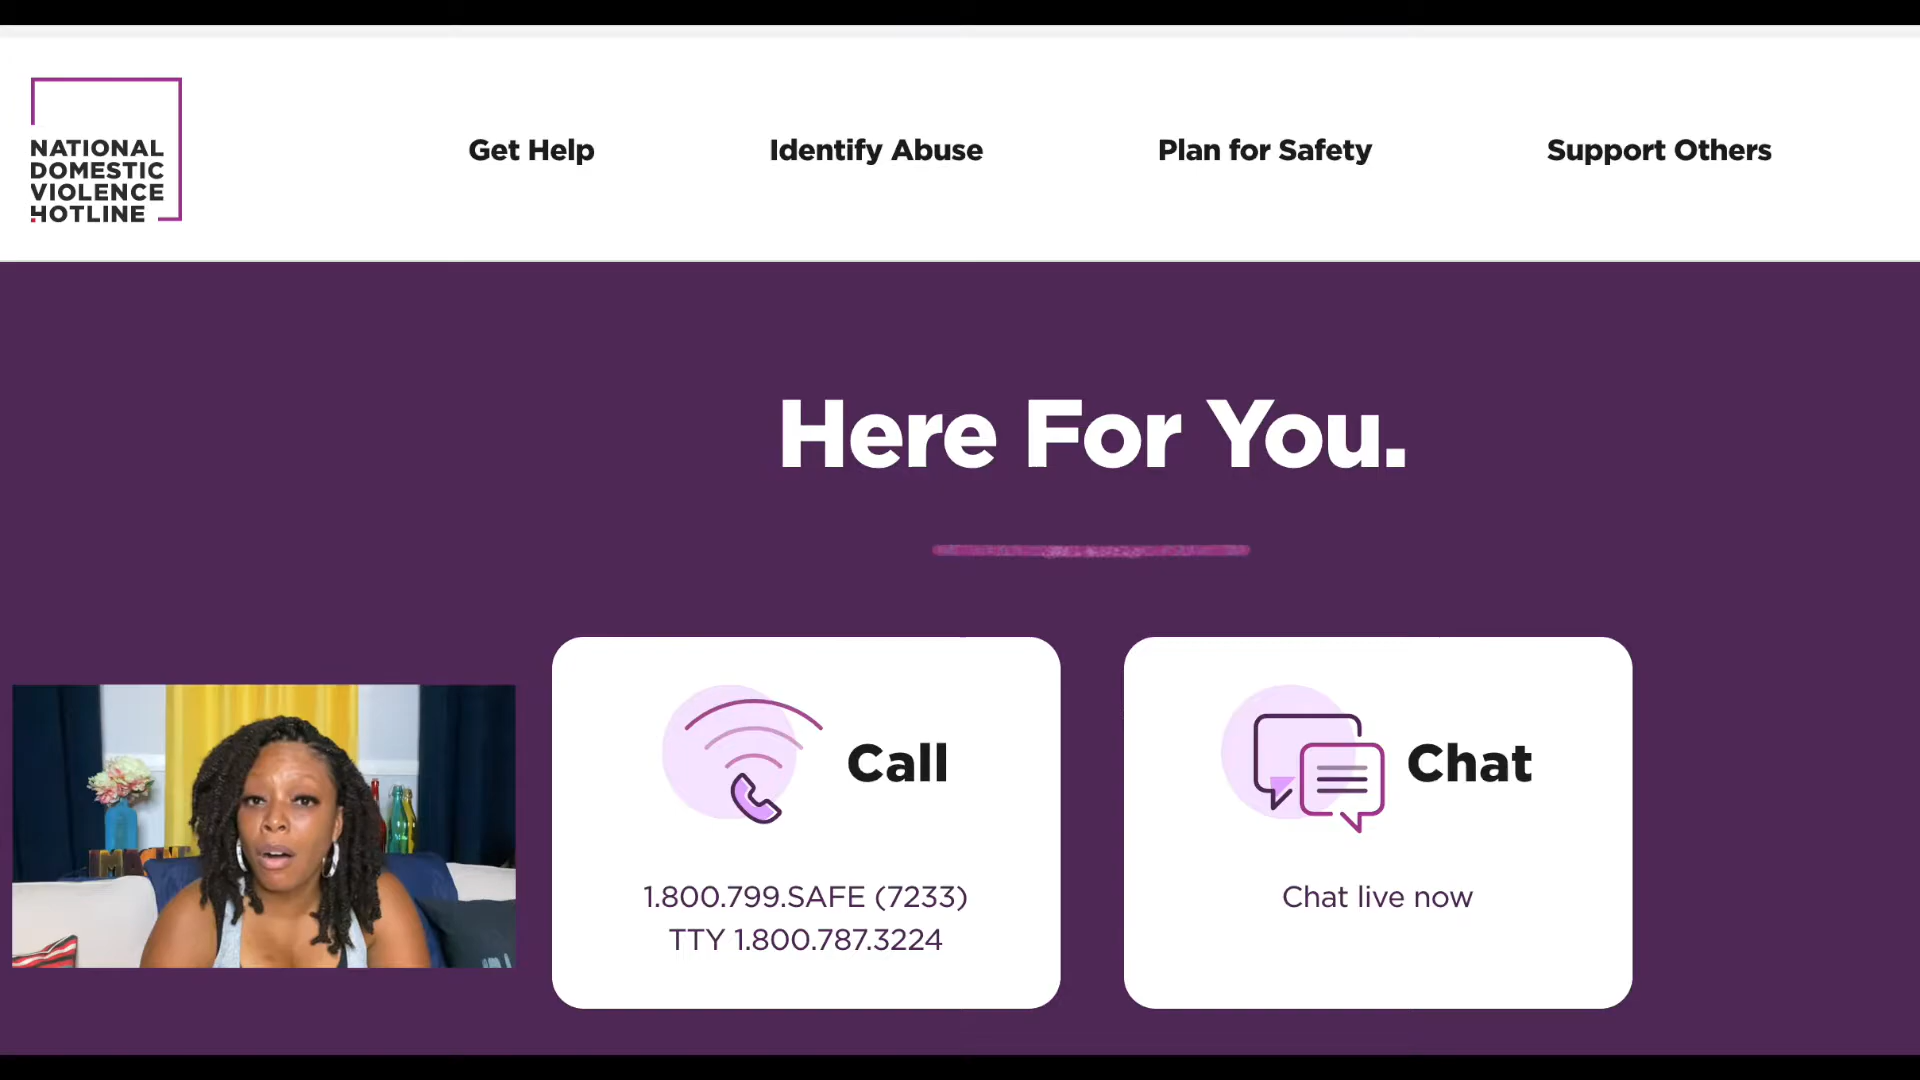 NATIONAL
DOMESTIC
VIOLENCE
HOTLINE
Get Help
Identify Abuse
Plan for Safety
Support Others
Here For You.
Call
1.800.799.SAFE (7233)
TTY 1.800.787.3224
Chat
Chat live now